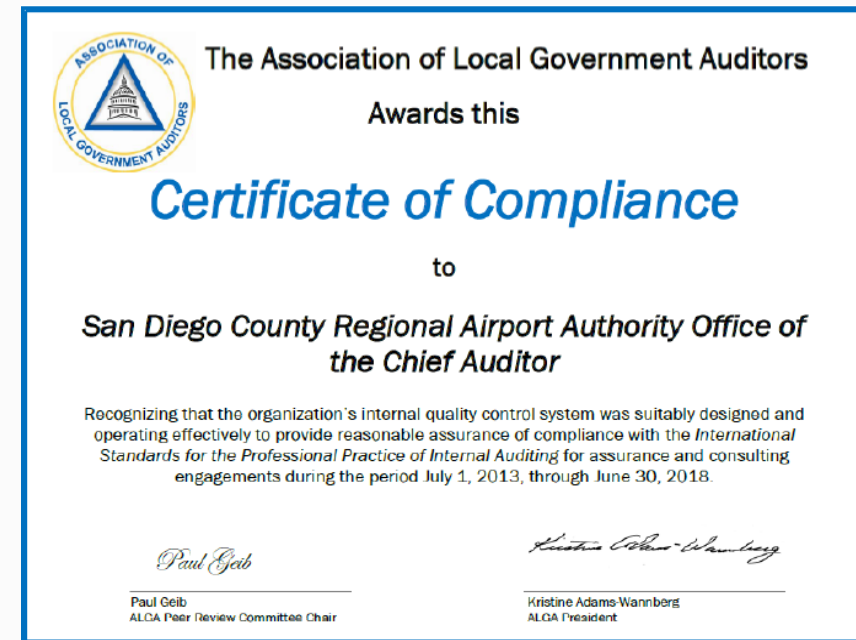 ASSOCIATION OF
LOCAL GOVERNMENT AUDITORS
The Association of Local Government Auditors
Awards this
Certificate of Compliance
to
San Diego County Regional Airport Authority Office of
the Chief Auditor
Recognizing that the organization's internal quality control system was suitably designed and
operating effectively to provide reasonable assurance of compliance with the International
Standards for the Professional Practice of Internal Auditing for assurance and consulting
engagements during the period July 1, 2013, through June 30, 2018.
Paul Geib
Kristine Adams-Wannberg
Paul Geib
ALGA Peer Review Committee Chair
Kristine Adams-Wannberg
ALGA President